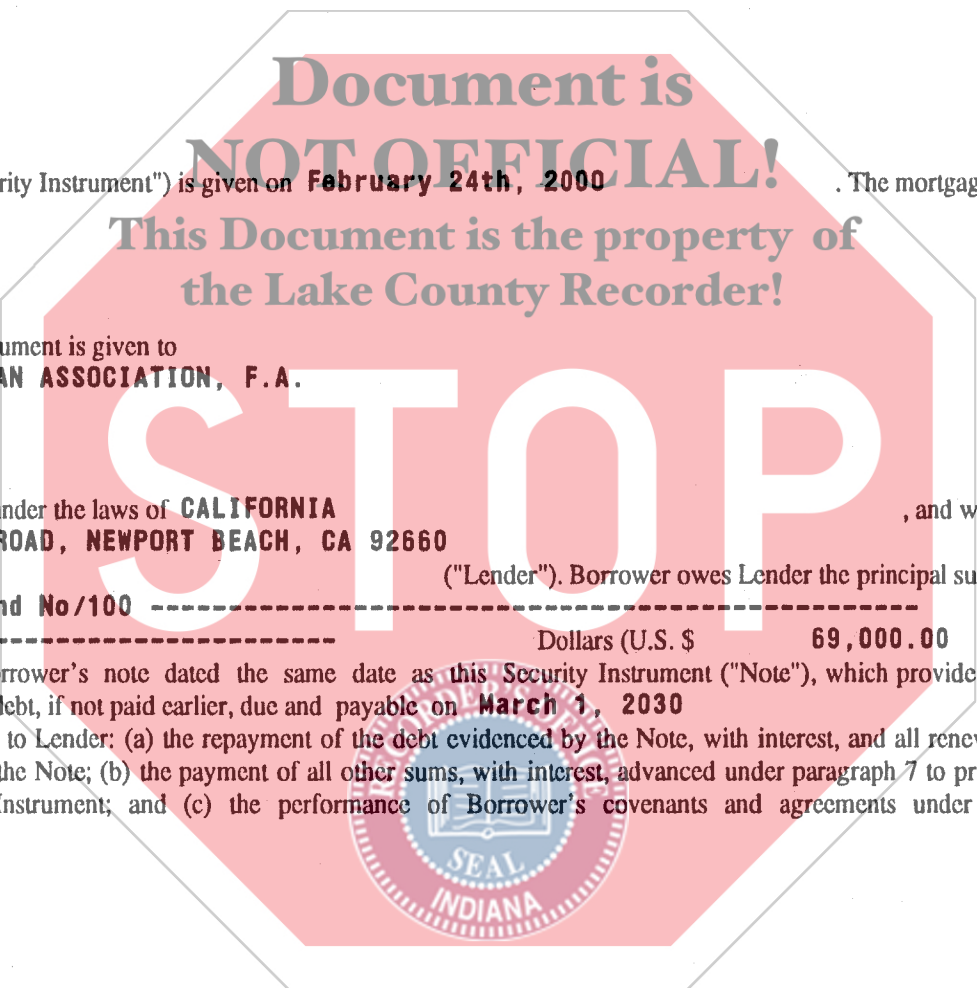 Document is
NOT OFFICIAL!
rity Instrument") is given on February 24th, 2000 . The mortgag
This Document is the property of
the Lake County Recorder!
ument is given to
AN ASSOCIATION, F.A.
STOP
nder the laws of CALIFORNIA , and w
ROAD, NEWPORT BEACH, CA 92660
("Lender"). Borrower owes Lender the principal su
nd No/100 ------------------------------------------------------------
-------------------------- Dollars (U.S. $ 69,000.00
rrower's note dated the same date as this Security Instrument ("Note"), which provide
debt, if not paid earlier, due and payable on March 1, 2030
to Lender: (a) the repayment of the debt evidenced by the Note, with interest, and all rene
the Note; (b) the payment of all other sums, with interest, advanced under paragraph 7 to pr
Instrument; and (c) the performance of Borrower's covenants and agreements under
SEAL
INDIANA